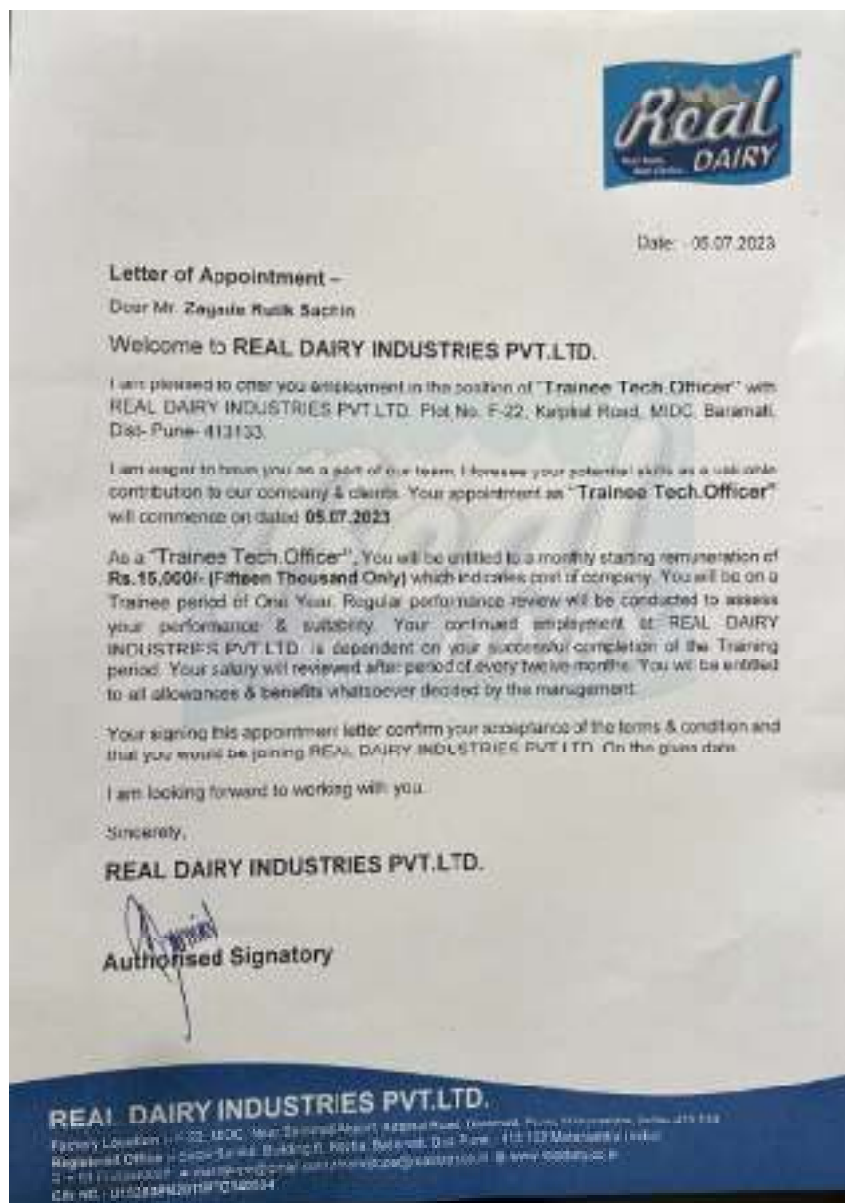 Real
DAIRY
Date: - 05.07.2023
Letter of Appointment –
Dear Mr. Zagade Rutik Sachin
Welcome to REAL DAIRY INDUSTRIES PVT.LTD.
I am pleased to offer you employment in the position of "Trainee Tech.Officer" with
REAL DAIRY INDUSTRIES PVT.LTD. Plot No. F-22, Road, MIDC, Baramati,
Dist- Pune- 413133.
I am eager to have you as a part of our team, I foresee your potential skills as a valuable
contribution to our company & clients. Your appointment as "Trainee Tech.Officer"
will commence on dated 05.07.2023
As a "Trainee Tech.Officer", You will be entitled to a monthly starting remuneration of
Rs.15,000/- (Fifteen Thousand Only) which indicates cost of company. You will be on a
Trainee period of One Year. Regular performance review will be conducted to assess
your performance & suitability. Your continued employment at REAL DAIRY
INDUSTRIES PVT LTD. is dependent on your successful completion of the Training
period. Your salary will reviewed after period of every twelve months. You will be entitled
to all allowances & benefits whatsoever decided by the management.
Your signing this appointment letter confirm your acceptance of the terms & condition and
that you would be joining REAL DAIRY INDUSTRIES PVT.LTD. On the given date.
I am looking forward to working with you.
Sincerely,
REAL DAIRY INDUSTRIES PVT.LTD.
Authorised Signatory
REAL DAIRY INDUSTRIES PVT.LTD.
Factory Location MIDC,
Registered Office